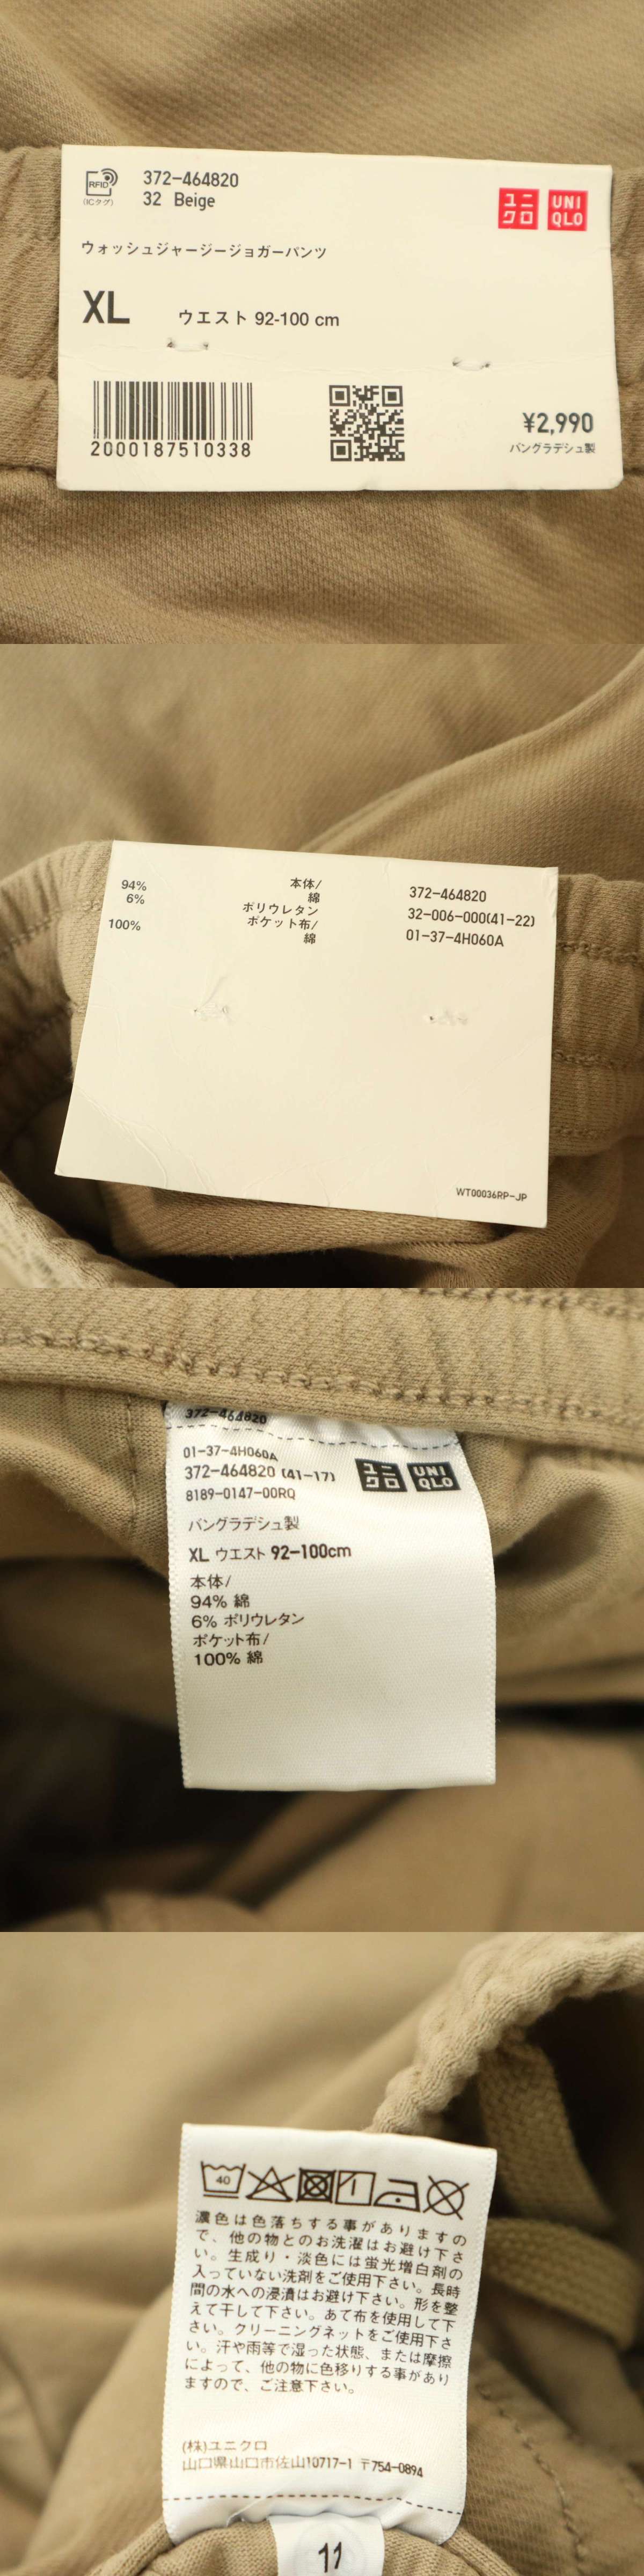 RFID
(ICタグ)
372-464820
32 Beige
ユニクロ
UNIQLO
ウォッシュジャージージョガーパンツ
XL ウエスト 92-100 cm
2000187510338
¥2,990
バングラデシュ製
94%
6%
100%
本体/
綿
ポリウレタン
ポケット布/
綿
372-464820
32-006-000(41-22)
01-37-4H060A
WT00036RP-JP
372-464820
01-37-4H060A
372-464820 (41-17)
8189-0147-00RQ
ユニクロ
UNIQLO
バングラデシュ製
XL ウエスト 92-100cm
本体/
94% 綿
6% ポリウレタン
ポケット布/
100% 綿
40
濃色は色落ちする事がありますの
で、他の物とのお洗濯はお避け下さ
い。生成り・淡色には蛍光増白剤の
入っていない洗剤をご使用下さい。長時
間の水への浸漬はお避け下さい。形を整
えて干して下さい。あて布を使用して下
さい。クリーニングネットをご使用下さ
い。汗や雨等で湿った状態、または摩擦
によって、他の物に色移りする事があり
ますので、ご注意下さい。
(株)ユニクロ
山口県山口市佐山10717-1 〒754-0894
11